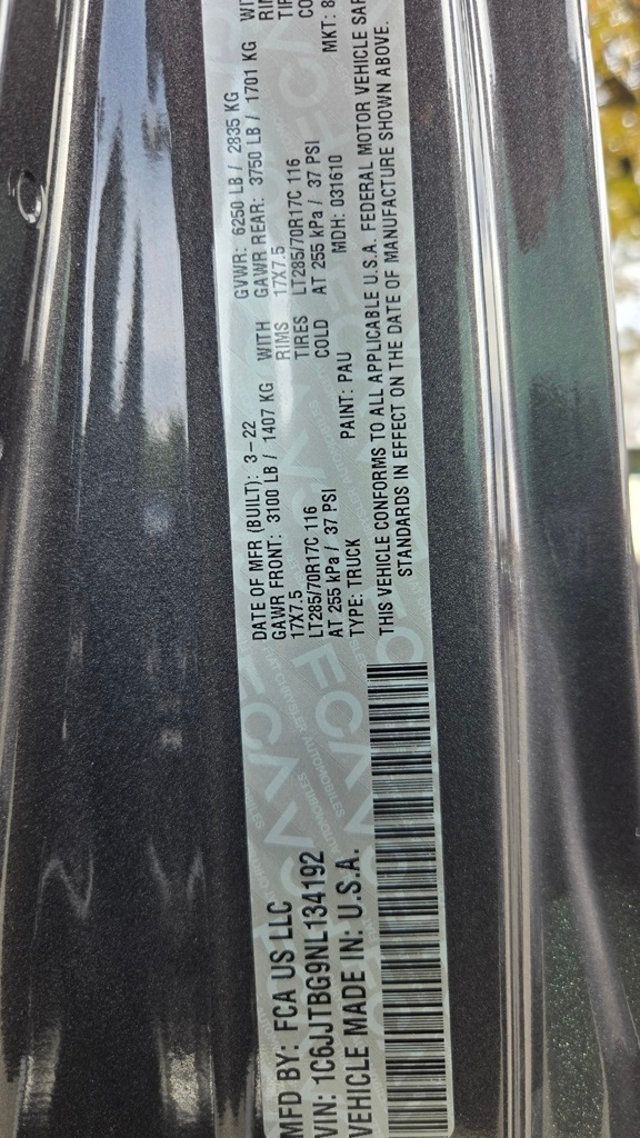 MFD BY: FCA US LLC
VIN: 1C6JJTBG9NL134192
VEHICLE MADE IN: U.S.A.
DATE OF MFR (BUILT): 3-22 GVWR: 6250 LB / 2835 KG
GAWR FRONT: 3100 LB / 1407 KG WITH GAWR REAR: 3750 LB / 1701 KG
17X7.5 RIMS 17X7.5
LT285/70R17C 116 TIRES LT285/70R17C 116
AT 255 kPa / 37 PSI COLD AT 255 kPa / 37 PSI
TYPE: TRUCK PAINT: PAU MDH: 031610 MKT:
THIS VEHICLE CONFORMS TO ALL APPLICABLE U.S.A. FEDERAL MOTOR VEHICLE
STANDARDS IN EFFECT ON THE DATE OF MANUFACTURE SHOWN ABOVE.